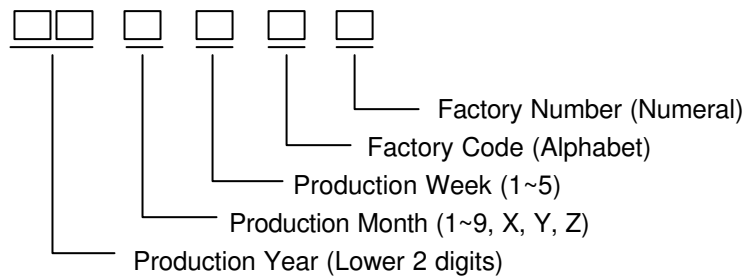 Factory Number (Numeral)
Factory Code (Alphabet)
Production Week (1~5)
Production Month (1~9, X, Y, Z)
Production Year (Lower 2 digits)